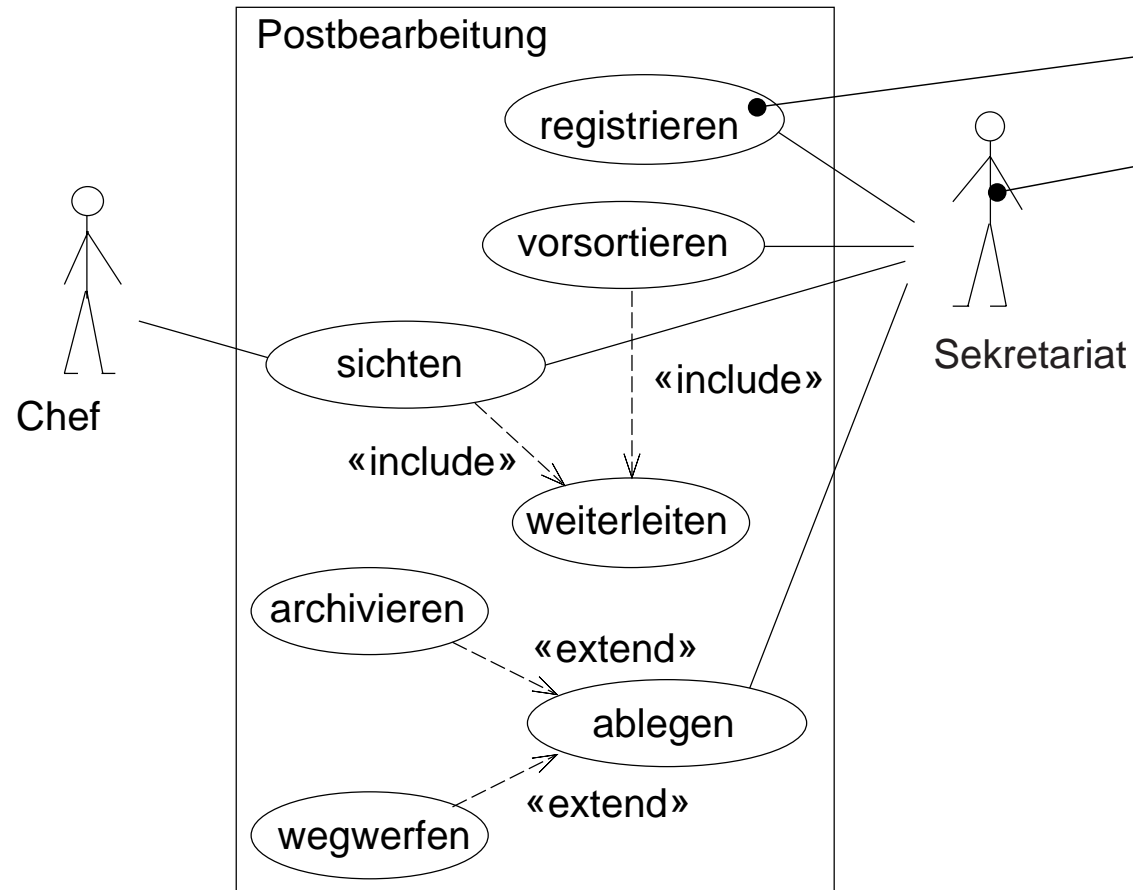 Postbearbeitung
registrieren
vorsortieren
sichten
«include»
Sekretariat
Chef
«include»
weiterleiten
archivieren
«extend»
ablegen
«extend»
wegwerfen